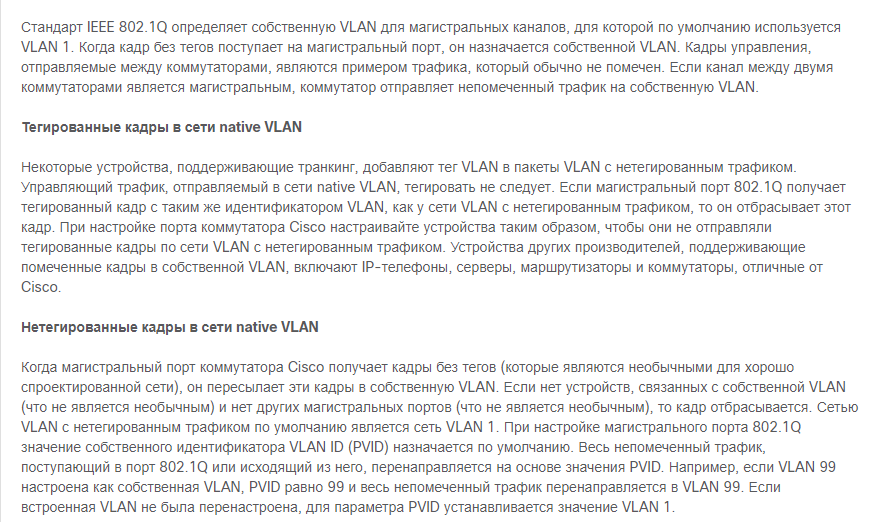 Стандарт IEEE 802.1Q определяет собственную VLAN для магистральных каналов, для которой по умолчанию используется
VLAN 1. Когда кадр без тегов поступает на магистральный порт, он назначается собственной VLAN. Кадры управления,
отправляемые между коммутаторами, являются примером трафика, который обычно не помечен. Если канал между двумя
коммутаторами является магистральным, коммутатор отправляет непомеченный трафик на собственную VLAN.
Тегированные кадры в сети native VLAN
Некоторые устройства, поддерживающие транкинг, добавляют тег VLAN в пакеты VLAN с нетегированным трафиком.
Управляющий трафик, отправляемый в сети native VLAN, тегировать не следует. Если магистральный порт 802.1Q получает
тегированный кадр с таким же идентификатором VLAN, как у сети VLAN с нетегированным трафиком, то он отбрасывает этот
кадр. При настройке порта коммутатора Cisco настраивайте устройства таким образом, чтобы они не отправляли
тегированные кадры по сети VLAN с нетегированным трафиком. Устройства других производителей, поддерживающие
помеченные кадры в собственной VLAN, включают IP-телефоны, серверы, маршрутизаторы и коммутаторы, отличные от
Cisco.
Нетегированные кадры в сети native VLAN
Когда магистральный порт коммутатора Cisco получает кадры без тегов (которые являются необычными для хорошо
спроектированной сети), он пересылает эти кадры в собственную VLAN. Если нет устройств, связанных с собственной VLAN
(что не является необычным) и нет других магистральных портов (что не является необычным), то кадр отбрасывается. Сетью
VLAN с нетегированным трафиком по умолчанию является сеть VLAN 1. При настройке магистрального порта 802.1Q
значение собственного идентификатора VLAN ID (PVID) назначается по умолчанию. Весь непомеченный трафик,
поступающий в порт 802.1Q или исходящий из него, перенаправляется на основе значения PVID. Например, если VLAN 99
настроена как собственная VLAN, PVID равно 99 и весь непомеченный трафик перенаправляется в VLAN 99. Если
встроенная VLAN не была перенастроена, для параметра PVID устанавливается значение VLAN 1.